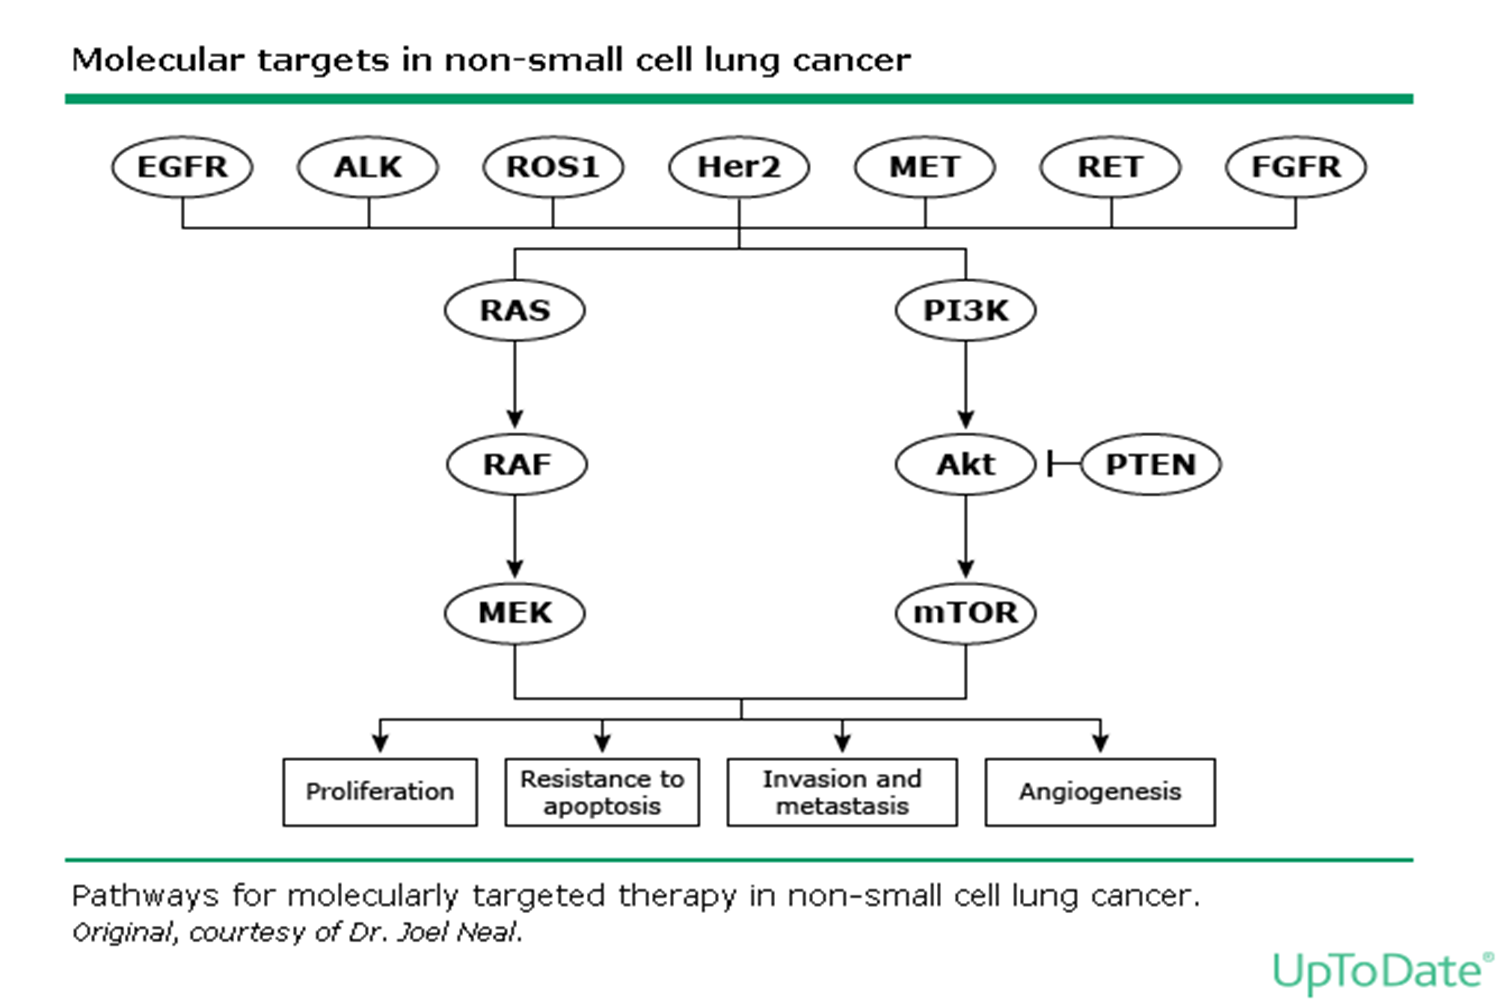 Molecular targets in non-small cell lung cancer
EGFR ALK ROS1 Her2 MET RET FGFR
RAS PI3K
RAF Akt PTEN
MEK mTOR
Proliferation
Resistance to
apoptosis
Invasion and
metastasis
Angiogenesis
Pathways for molecularly targeted therapy in non-small cell lung cancer.
Original, courtesy of Dr. Joel Neal.
UpToDate®